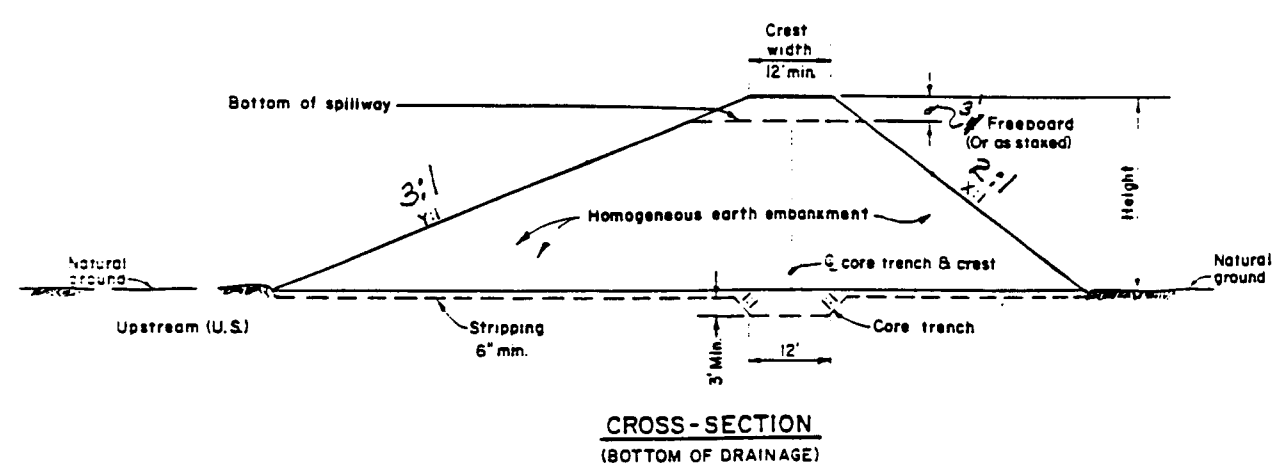 Crest
width
12' min.
Bottom of spillway
3'
Freeboard
(Or as staked)
3:1
Y:1
2:1
X:1
Height
Homogeneous earth embankment
Natural
ground
℄ core trench & crest
Natural
ground
Upstream (U.S.)
Stripping
6" min.
3' Min.
1:1
1:1
12'
Core trench
CROSS-SECTION
(BOTTOM OF DRAINAGE)